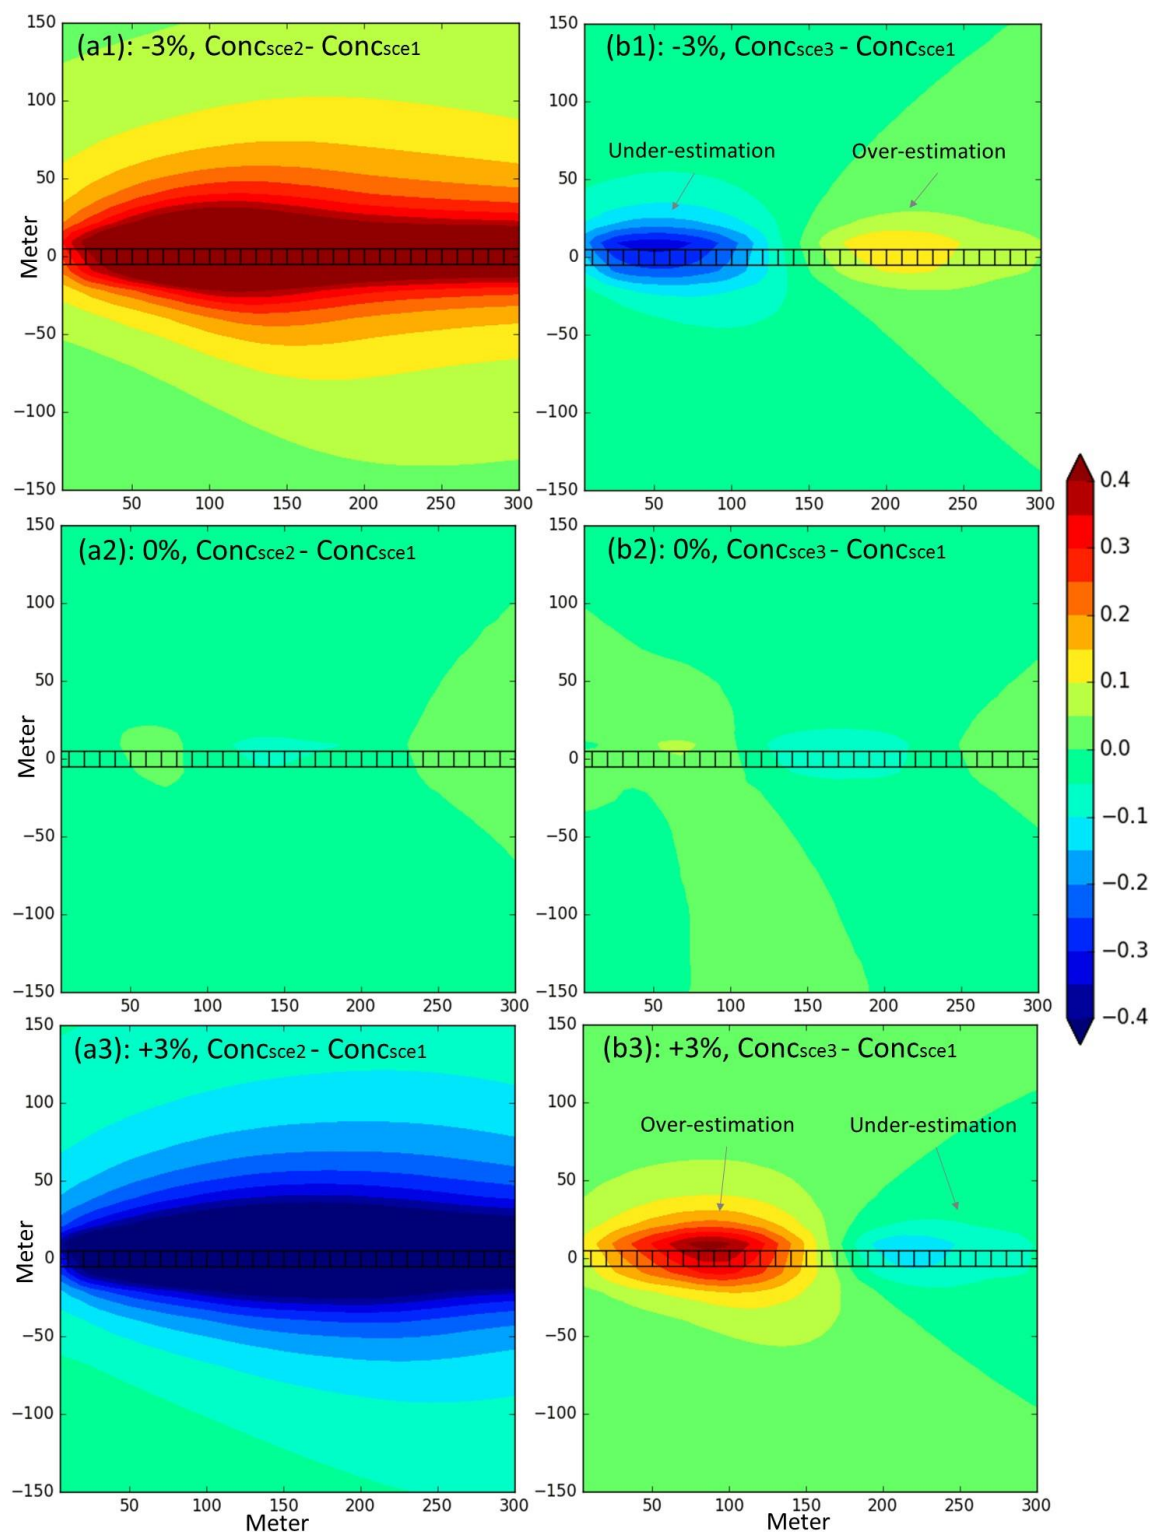 (a1): -3%, Concsce2- Concsce1
150
100
50
0
−50
−100
−150
Meter
50 100 150 200 250 300
(b1): -3%, Concsce3 - Concsce1
Under-estimation
Over-estimation
150
100
50
0
−50
−100
−150
50 100 150 200 250 300
(a2): 0%, Concsce2 - Concsce1
150
100
50
0
−50
−100
−150
Meter
50 100 150 200 250 300
(b2): 0%, Concsce3 - Concsce1
150
100
50
0
−50
−100
−150
50 100 150 200 250 300
0.4
0.3
0.2
0.1
0.0
−0.1
−0.2
−0.3
−0.4
(a3): +3%, Concsce2 - Concsce1
150
100
50
0
−50
−100
−150
Meter
50 100 150 200 250 300
Meter
(b3): +3%, Concsce3 - Concsce1
Over-estimation
Under-estimation
150
100
50
0
−50
−100
−150
50 100 150 200 250 300
Meter